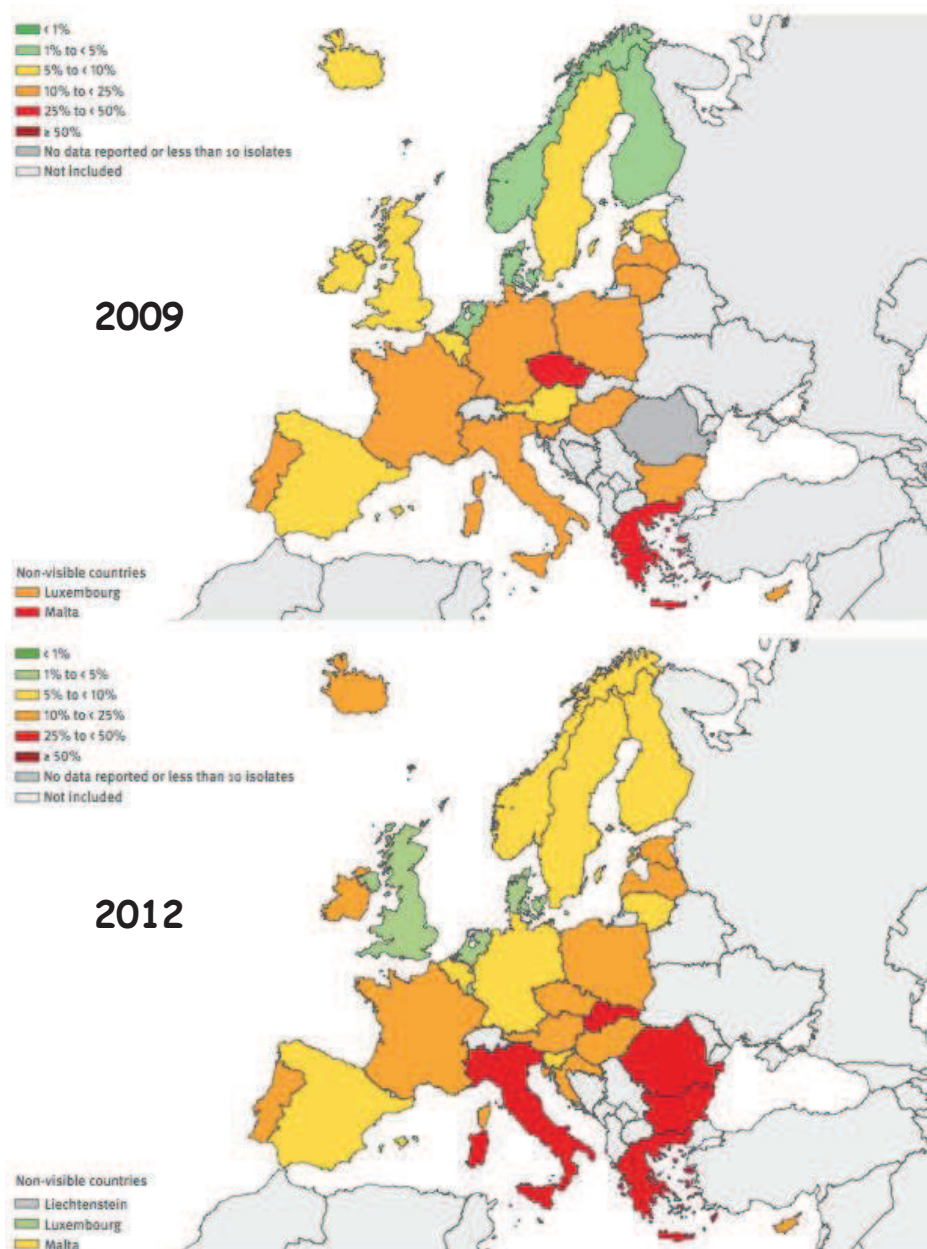 < 1%
1% to < 5%
5% to < 10%
10% to < 25%
25% to < 50%
≥ 50%
No data reported or less than 10 isolates
Not included
2009
Non-visible countries
Luxembourg
Malta
< 1%
1% to < 5%
5% to < 10%
10% to < 25%
25% to < 50%
≥ 50%
No data reported or less than 10 isolates
Not included
2012
Non-visible countries
Liechtenstein
Luxembourg
Malta